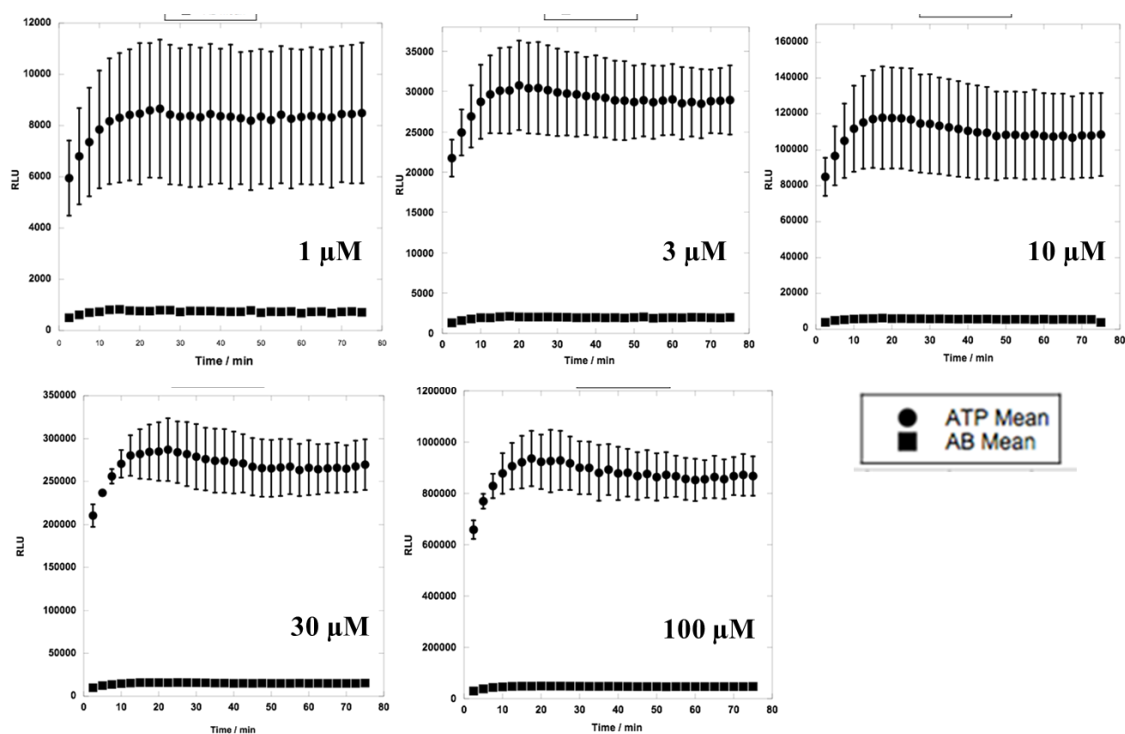 12000
10000
8000
6000
4000
2000
0
RLU
1 μM
0 10 20 30 40 50 60 70 80
Time / min
35000
30000
25000
20000
15000
10000
5000
0
RLU
3 μM
0 10 20 30 40 50 60 70 80
Time / min
160000
140000
120000
100000
80000
60000
40000
20000
0
RLU
10 μM
0 10 20 30 40 50 60 70 80
Time / min
350000
300000
250000
200000
150000
100000
50000
0
RLU
30 μM
0 10 20 30 40 50 60 70 80
Time / min
1200000
1000000
800000
600000
400000
200000
0
RLU
100 μM
0 10 20 30 40 50 60 70 80
Time / min
ATP Mean
AB Mean